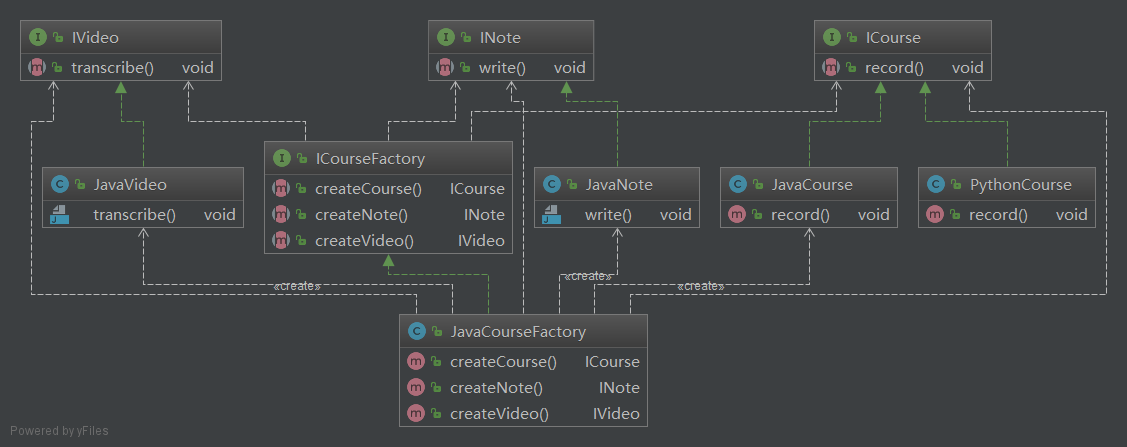 I IVideo
m transcribe() void
I INote
m write() void
I ICourse
m record() void
I ICourseFactory
m createCourse() ICourse
m createNote() INote
m createVideo() IVideo
C JavaVideo
J transcribe() void
C JavaNote
J write() void
C JavaCourse
m record() void
C PythonCourse
m record() void
«create»
«create»
«create»
C JavaCourseFactory
m createCourse() ICourse
m createNote() INote
m createVideo() IVideo
Powered by yFiles